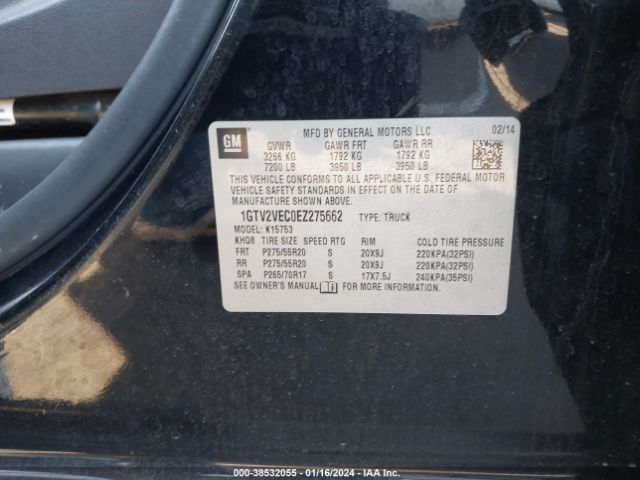 GM
MFD BY GENERAL MOTORS LLC 02/14
GVWR GAWR FRT GAWR RR
3266 KG 1792 KG 1792 KG
7200 LB 3950 LB 3950 LB
THIS VEHICLE CONFORMS TO ALL APPLICABLE U.S. FEDERAL MOTOR
VEHICLE SAFETY STANDARDS IN EFFECT ON THE DATE OF
MANUFACTURE SHOWN ABOVE.
1GTV2VEC0EZ275662 TYPE: TRUCK
MODEL: K15753
KHQ8 TIRE SIZE SPEED RTG RIM COLD TIRE PRESSURE
FRT P275/55R20 S 20X9J 220KPA(32PSI)
RR P275/55R20 S 20X9J 220KPA(32PSI)
SPA P265/70R17 S 17X7.5J 240KPA(35PSI)
SEE OWNER'S MANUAL FOR MORE INFORMATION.
000-38532055 - 01/16/2024 - IAA Inc.